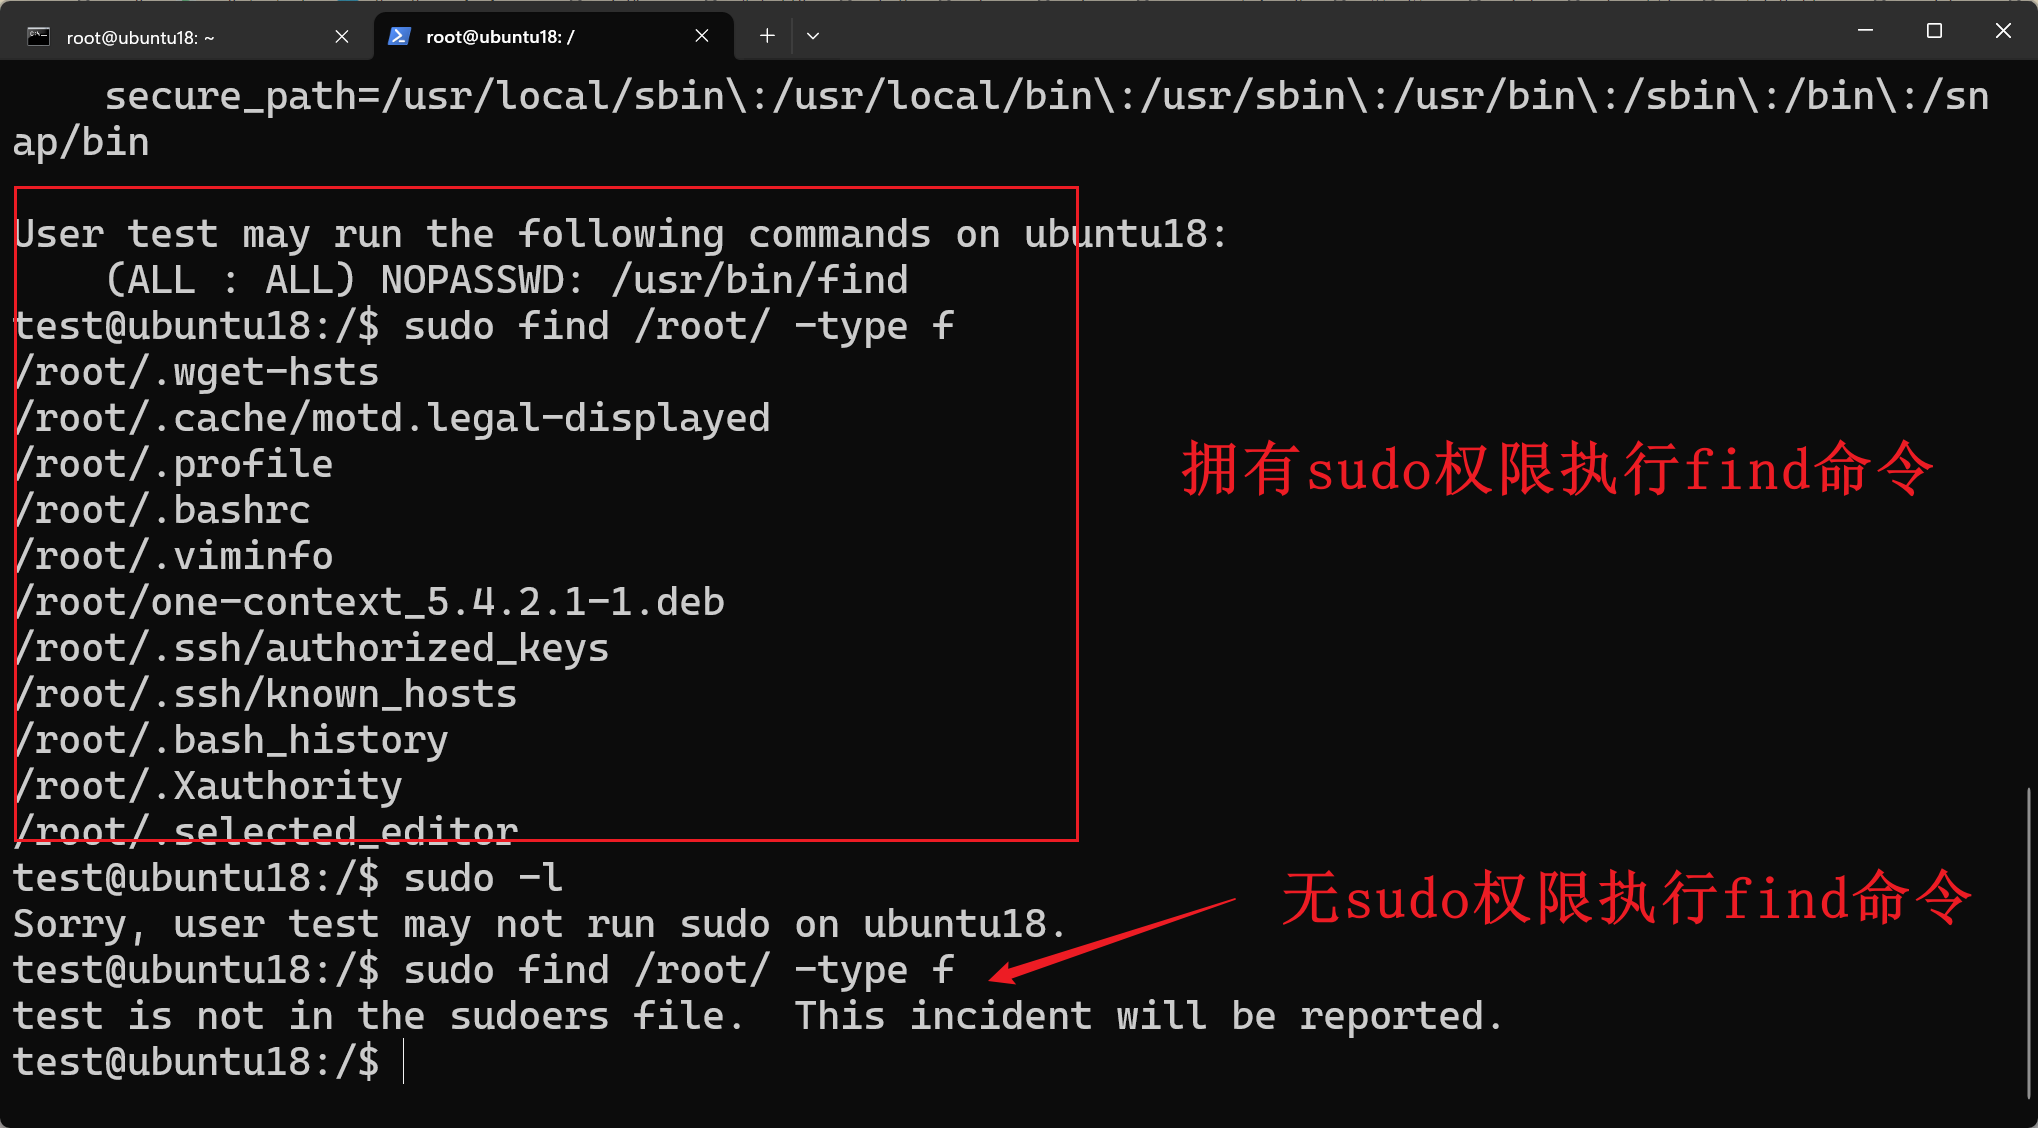 root@ubuntu18: ~
root@ubuntu18: /
secure_path=/usr/local/sbin\:/usr/local/bin\:/usr/sbin\:/usr/bin\:/sbin\:/bin\:/sn
ap/bin
User test may run the following commands on ubuntu18:
(ALL : ALL) NOPASSWD: /usr/bin/find
test@ubuntu18:/$ sudo find /root/ -type f
/root/.wget-hsts
/root/.cache/motd.legal-displayed
/root/.profile
拥有sudo权限执行find命令
/root/.bashrc
/root/.viminfo
/root/one-context_5.4.2.1-1.deb
/root/.ssh/authorized_keys
/root/.ssh/known_hosts
/root/.bash_history
/root/.Xauthority
/root/.selected_editor
test@ubuntu18:/$ sudo -l
无sudo权限执行find命令
Sorry, user test may not run sudo on ubuntu18.
test@ubuntu18:/$ sudo find /root/ -type f
test is not in the sudoers file.  This incident will be reported.
test@ubuntu18:/$